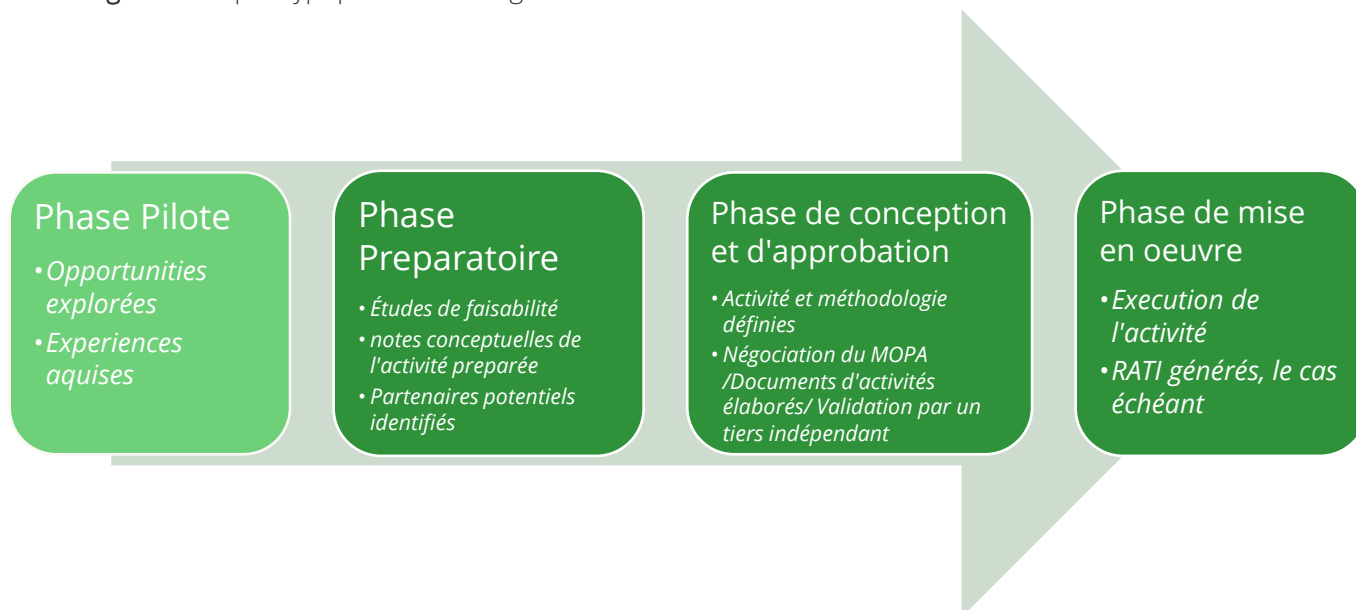 Phase Pilote
•Opportunities
explorées
•Experiences
aquises
Phase
Preparatoire
• Études de faisabilité
• notes conceptuelles de
l'activité preparée
• Partenaires potentiels
identifiés
Phase de conception
et d'approbation
• Activité et méthodologie
définies
• Négociation du MOPA
/Documents d'activités
élaborés/ Validation par un
tiers indépendant
Phase de mise
en oeuvre
•Execution de
l'activité
•RATI générés, le cas
échéant